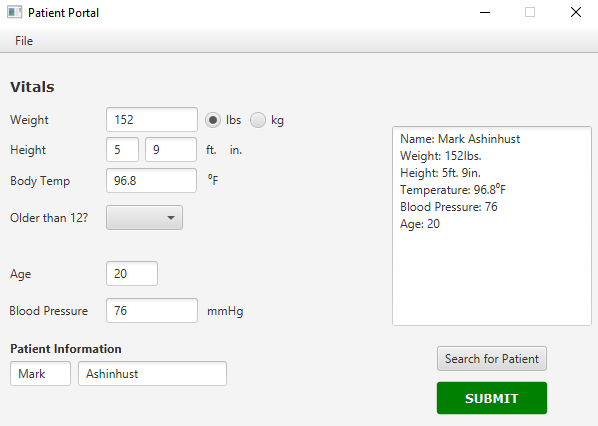 Patient Portal
File
Vitals
Weight 152 lbs kg
Height 5 9 ft. in.
Body Temp 96.8 ⁰F
Older than 12?
Age 20
Blood Pressure 76 mmHg
Patient Information
Mark Ashinhust
Name: Mark Ashinhust
Weight: 152lbs.
Height: 5ft. 9in.
Temperature: 96.8⁰F
Blood Pressure: 76
Age: 20
Search for Patient
SUBMIT